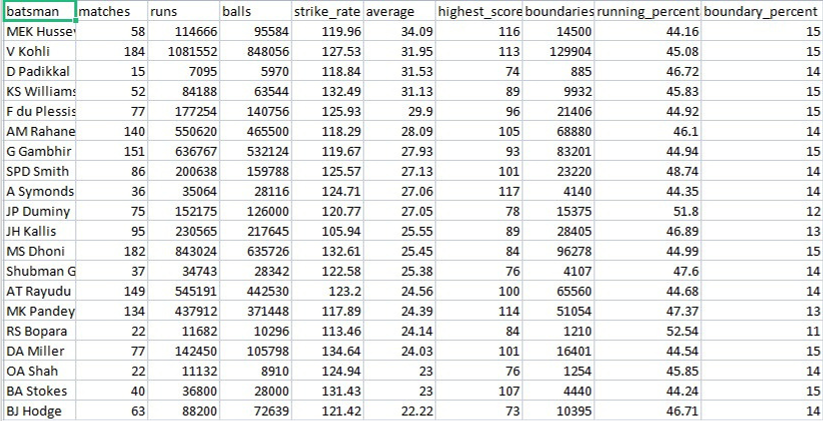 batsman matches runs balls strike_rate average highest_score boundaries running_percent boundary_percent
MEK Hussey 58 114666 95584 119.96 34.09 116 14500 44.16 15
V Kohli 184 1081552 848056 127.53 31.95 113 129904 45.08 15
D Padikkal 15 7095 5970 118.84 31.53 74 885 46.72 14
KS Williams 52 84188 63544 132.49 31.13 89 9932 45.83 15
F du Plessis 77 177254 140756 125.93 29.9 96 21406 44.92 15
AM Rahane 140 550620 465500 118.29 28.09 105 68880 46.1 14
G Gambhir 151 636767 532124 119.67 27.93 93 83201 44.94 15
SPD Smith 86 200638 159788 125.57 27.13 101 23220 48.74 14
A Symonds 36 35064 28116 124.71 27.06 117 4140 44.35 15
JP Duminy 75 152175 126000 120.77 27.05 78 15375 51.8 12
JH Kallis 95 230565 217645 105.94 25.55 89 28405 46.89 13
MS Dhoni 182 843024 635726 132.61 25.45 84 96278 44.99 15
Shubman G 37 34743 28342 122.58 25.38 76 4107 47.6 14
AT Rayudu 149 545191 442530 123.2 24.56 100 65560 44.68 14
MK Pandey 134 437912 371448 117.89 24.39 114 51054 47.37 13
RS Bopara 22 11682 10296 113.46 24.14 84 1210 52.54 11
DA Miller 77 142450 105798 134.64 24.03 101 16401 44.54 15
OA Shah 22 11132 8910 124.94 23 76 1254 45.85 14
BA Stokes 40 36800 28000 131.43 23 107 4440 44.24 15
BJ Hodge 63 88200 72639 121.42 22.22 73 10395 46.71 14